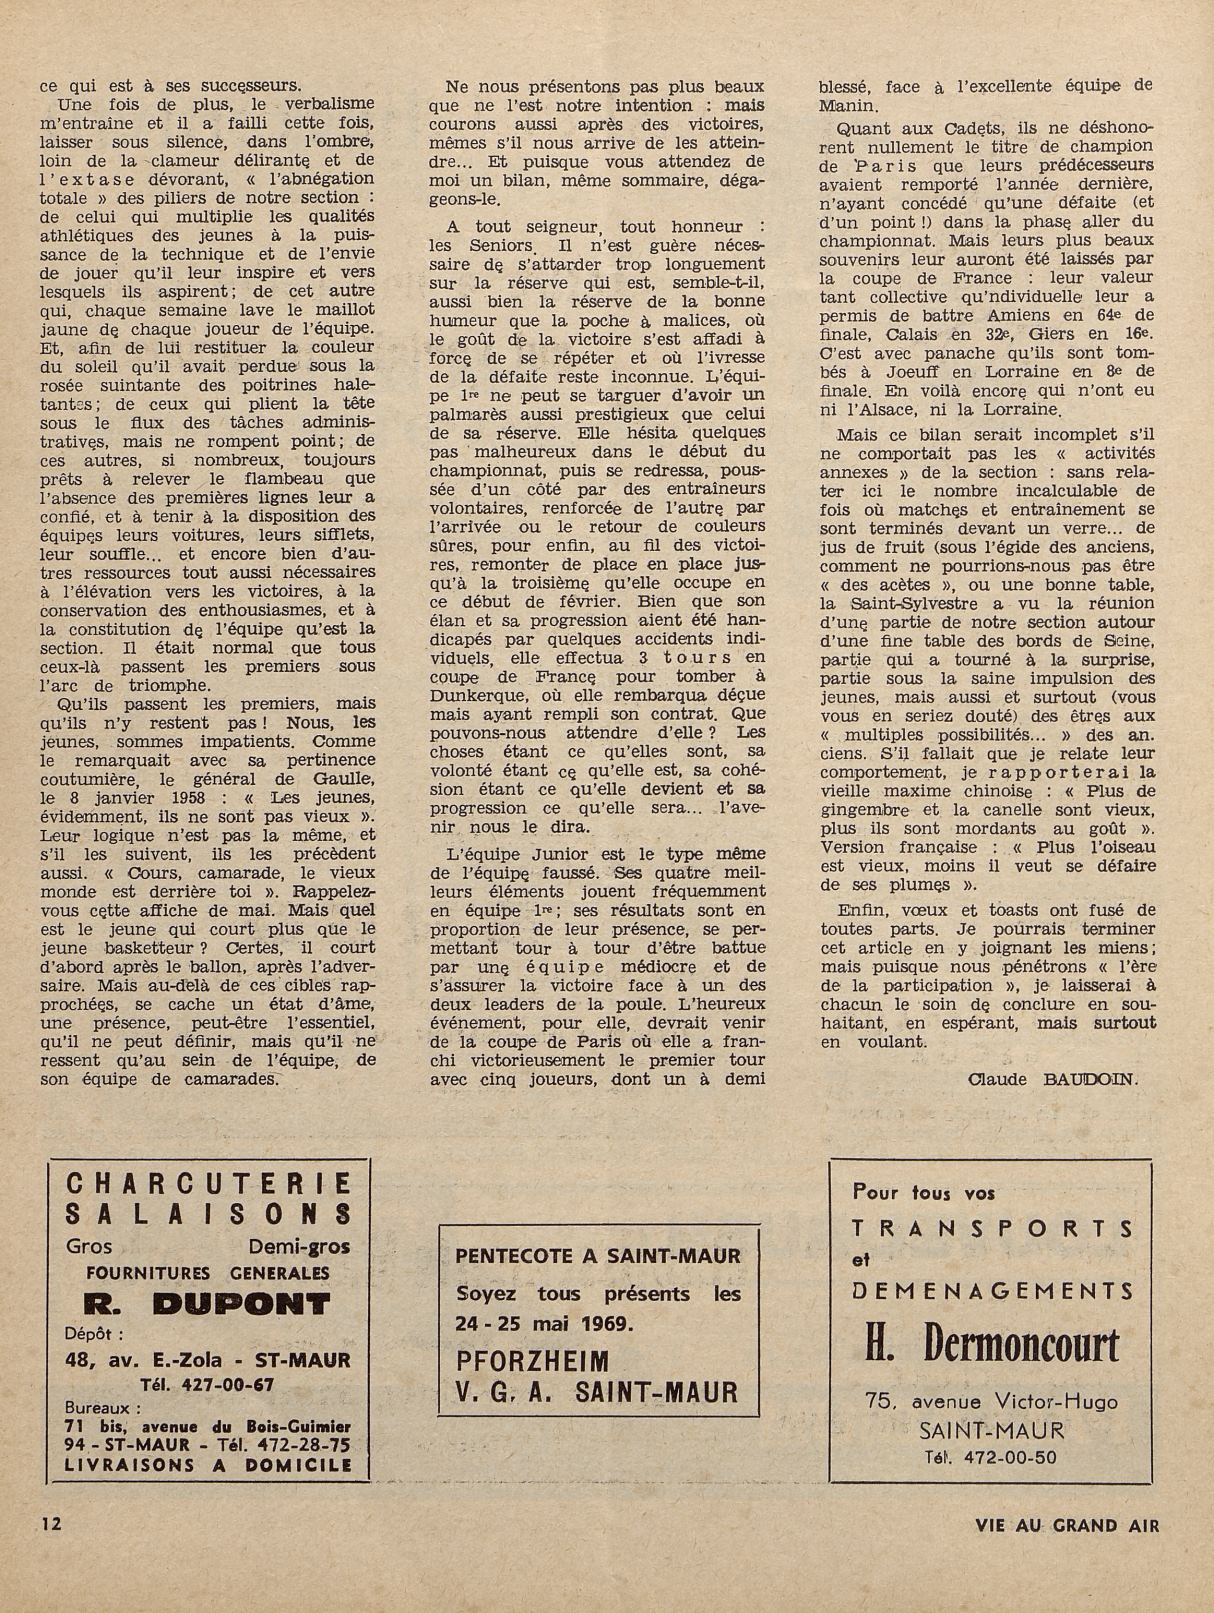 ce qui est à ses successeurs.
Une fois de plus, le verbalisme
m'entraîne et il a failli cette fois,
laisser sous silence, dans l'ombre,
loin de la clameur délirante et de
l'extase dévorant, « l'abnégation
totale » des piliers de notre section :
de celui qui multiplie les qualités
athlétiques des jeunes à la puis-
sance de la technique et de l'envie
de jouer qu'il leur inspire et vers
lesquels ils aspirent; de cet autre
qui, chaque semaine lave le maillot
jaune de chaque joueur de l'équipe.
Et, afin de lui restituer la couleur
du soleil qu'il avait perdue sous la
rosée suintante des poitrines hale-
tantes; de ceux qui plient la tête
sous le flux des tâches adminis-
tratives, mais ne rompent point; de
ces autres, si nombreux, toujours
prêts à relever le flambeau que
l'absence des premières lignes leur a
confié, et à tenir à la disposition des
équipes leurs voitures, leurs sifflets,
leur souffle... et encore bien d'au-
tres ressources tout aussi nécessaires
à l'élévation vers les victoires, à la
conservation des enthousiasmes, et à
la constitution de l'équipe qu'est la
section. Il était normal que tous
ceux-là passent les premiers sous
l'arc de triomphe.
Qu'ils passent les premiers, mais
qu'ils n'y restent pas ! Nous, les
jeunes, sommes impatients. Comme
le remarquait avec sa pertinence
coutumière, le général de Gaulle,
le 8 janvier 1958 : « Les jeunes,
évidemment, ils ne sont pas vieux ».
Leur logique n'est pas la même, et
s'il les suivent, ils les précèdent
aussi. « Cours, camarade, le vieux
monde est derrière toi ». Rappelez-
vous cette affiche de mai. Mais quel
est le jeune qui court plus que le
jeune basketteur ? Certes, il court
d'abord après le ballon, après l'adver-
saire. Mais au-delà de ces cibles rap-
prochées, se cache un état d'âme,
une présence, peut-être l'essentiel,
qu'il ne peut définir, mais qu'il ne
ressent qu'au sein de l'équipe, de
son équipe de camarades.
Ne nous présentons pas plus beaux
que ne l'est notre intention : mais
courons aussi après des victoires,
mêmes s'il nous arrive de les attein-
dre... Et puisque vous attendez de
moi un bilan, même sommaire, déga-
geons-le.
A tout seigneur, tout honneur :
les Seniors. Il n'est guère néces-
saire de s'attarder trop longuement
sur la réserve qui est, semble-t-il,
aussi bien la réserve de la bonne
humeur que la poche à malices, où
le goût de la victoire s'est affadi à
force de se répéter et où l'ivresse
de la défaite reste inconnue. L'équi-
pe 1re ne peut se targuer d'avoir un
palmarès aussi prestigieux que celui
de sa réserve. Elle hésita quelques
pas malheureux dans le début du
championnat, puis se redressa, pous-
sée d'un côté par des entraîneurs
volontaires, renforcée de l'autre par
l'arrivée ou le retour de couleurs
sûres, pour enfin, au fil des victoi-
res, remonter de place en place jus-
qu'à la troisième qu'elle occupe en
ce début de février. Bien que son
élan et sa progression aient été han-
dicapés par quelques accidents indi-
viduels, elle effectua 3 tours en
coupe de France pour tomber à
Dunkerque, où elle rembarqua déçue
mais ayant rempli son contrat. Que
pouvons-nous attendre d'elle ? Les
choses étant ce qu'elles sont, sa
volonté étant ce qu'elle est, sa cohé-
sion étant ce qu'elle devient et sa
progression ce qu'elle sera... l'ave-
nir nous le dira.
L'équipe Junior est le type même
de l'équipe faussé. Ses quatre meil-
leurs éléments jouent fréquemment
en équipe 1re; ses résultats sont en
proportion de leur présence, se per-
mettant tour à tour d'être battue
par une équipe médiocre et de
s'assurer la victoire face à un des
deux leaders de la poule. L'heureux
événement, pour elle, devrait venir
de la coupe de Paris où elle a fran-
chi victorieusement le premier tour
avec cinq joueurs, dont un à demi
blessé, face à l'excellente équipe de
Manin.
Quant aux Cadets, ils ne déshono-
rent nullement le titre de champion
de Paris que leurs prédécesseurs
avaient remporté l'année dernière,
n'ayant concédé qu'une défaite (et
d'un point !) dans la phase aller du
championnat. Mais leurs plus beaux
souvenirs leur auront été laissés par
la coupe de France : leur valeur
tant collective qu'ndividuelle leur a
permis de battre Amiens en 64e de
finale, Calais en 32e, Giers en 16e.
C'est avec panache qu'ils sont tom-
bés à Joeuff en Lorraine en 8e de
finale. En voilà encore qui n'ont eu
ni l'Alsace, ni la Lorraine.
Mais ce bilan serait incomplet s'il
ne comportait pas les « activités
annexes » de la section : sans rela-
ter ici le nombre incalculable de
fois où matches et entraînement se
sont terminés devant un verre... de
jus de fruit (sous l'égide des anciens,
comment ne pourrions-nous pas être
« des acètes », ou une bonne table,
la Saint-Sylvestre a vu la réunion
d'une partie de notre section autour
d'une fine table des bords de Seine,
partie qui a tourné à la surprise,
partie sous la saine impulsion des
jeunes, mais aussi et surtout (vous
vous en seriez douté) des êtres aux
« multiples possibilités... » des an.
ciens. S'il fallait que je relate leur
comportement, je rapporterai la
vieille maxime chinoise : « Plus de
gingembre et la canelle sont vieux,
plus ils sont mordants au goût ».
Version française : « Plus l'oiseau
est vieux, moins il veut se défaire
de ses plumes ».
Enfin, vœux et toasts ont fusé de
toutes parts. Je pourrais terminer
cet article en y joignant les miens;
mais puisque nous pénétrons « l'ère
de la participation », je laisserai à
chacun le soin de conclure en sou-
haitant, en espérant, mais surtout
en voulant.
Claude BAUDOIN.
CHARCUTERIE
SALAISONS
Gros Demi-gros
FOURNITURES GENERALES
R. DUPONT
Dépôt :
48, av. E.-Zola - ST-MAUR
Tél. 427-00-67
Bureaux :
71 bis, avenue du Bois-Guimier
94 - ST-MAUR - Tél. 472-28-75
LIVRAISONS A DOMICILE
PENTECOTE A SAINT-MAUR
Soyez tous présents les
24 - 25 mai 1969.
PFORZHEIM
V. G. A. SAINT-MAUR
Pour tous vos
TRANSPORTS
et
DEMENAGEMENTS
H. Dermoncourt
75, avenue Victor-Hugo
SAINT-MAUR
Tél. 472-00-50
12
VIE AU GRAND AIR